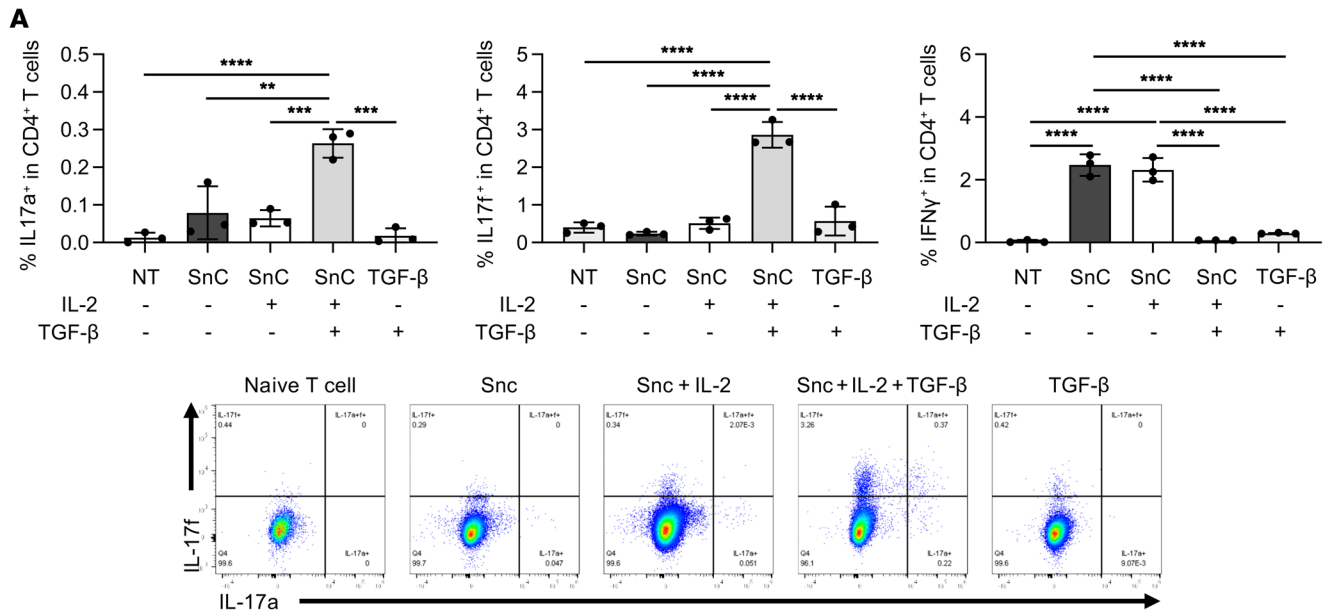 A
% IL17a⁺ in CD4⁺ T cells
0.5
0.4
0.3
0.2
0.1
0.0
****
**
***
***
NT SnC SnC SnC TGF-β
IL-2 - - + + -
TGF-β - - - + +
% IL17f⁺ in CD4⁺ T cells
5
4
3
2
1
0
****
****
****
****
NT SnC SnC SnC TGF-β
- - + + -
- - - + +
% IFNγ⁺ in CD4⁺ T cells
6
4
2
0
****
****
****
****
****
****
NT SnC SnC SnC TGF-β
IL-2 - - + + -
TGF-β - - - + +
Naive T cell
Snc
Snc + IL-2
Snc + IL-2 + TGF-β
TGF-β
IL-17f+
0.44
IL-17a+f+
0
Q4
99.6
IL-17a+
0
IL-17f+
0.29
IL-17a+f+
0
Q4
99.7
IL-17a+
0.047
IL-17f+
0.34
IL-17a+f+
2.07E-3
Q4
99.6
IL-17a+
0.051
IL-17f+
3.26
IL-17a+f+
0.37
Q4
96.1
IL-17a+
0.22
IL-17f+
0.42
IL-17a+f+
0
Q4
99.6
IL-17a+
9.07E-3
IL-17f
IL-17a